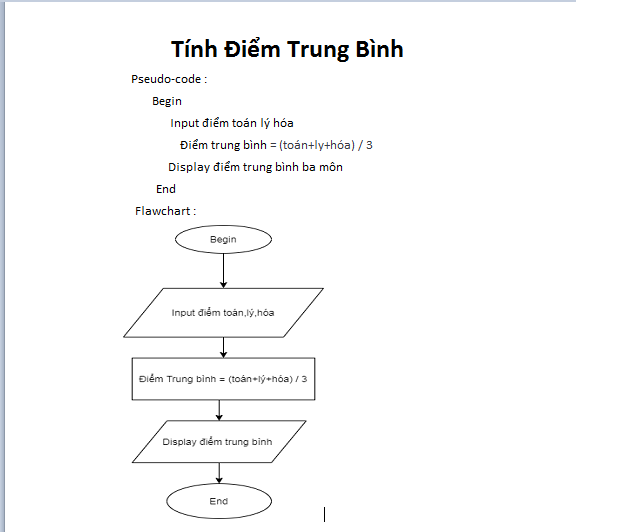 Tính Điểm Trung Bình
Pseudo-code :
Begin
Input điểm toán lý hóa
Điểm trung bình = (toán+ly+hóa) / 3
Display điểm trung bình ba môn
End
Flawchart :
Begin
Input điểm toán,lý,hóa
Điểm Trung bình = (toán+lý+hóa) / 3
Display điểm trung bình
End